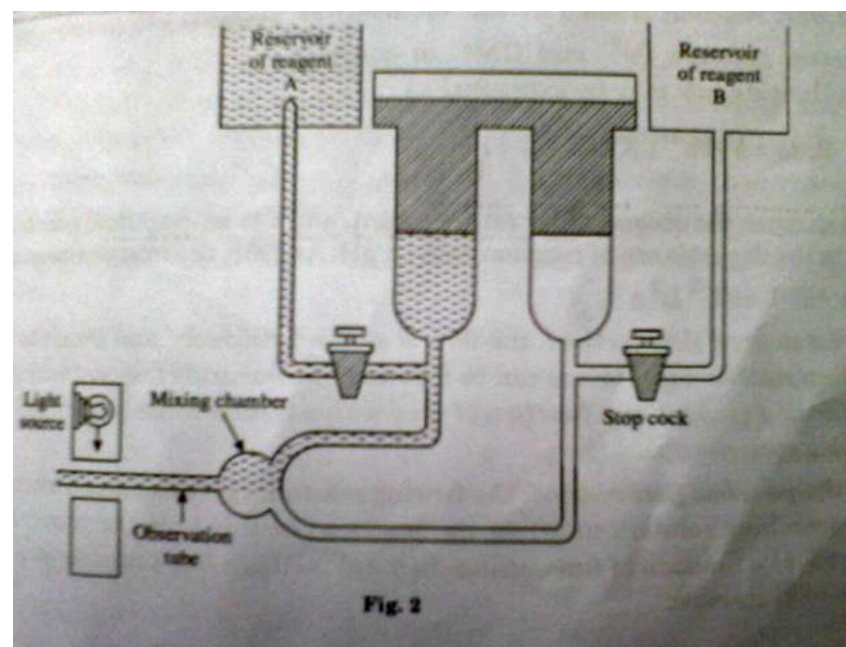 Reservoir
of reagent
A
Reservoir
of reagent
B
Light
source
Mixing chamber
Stop cock
Observation
tube
Fig. 2